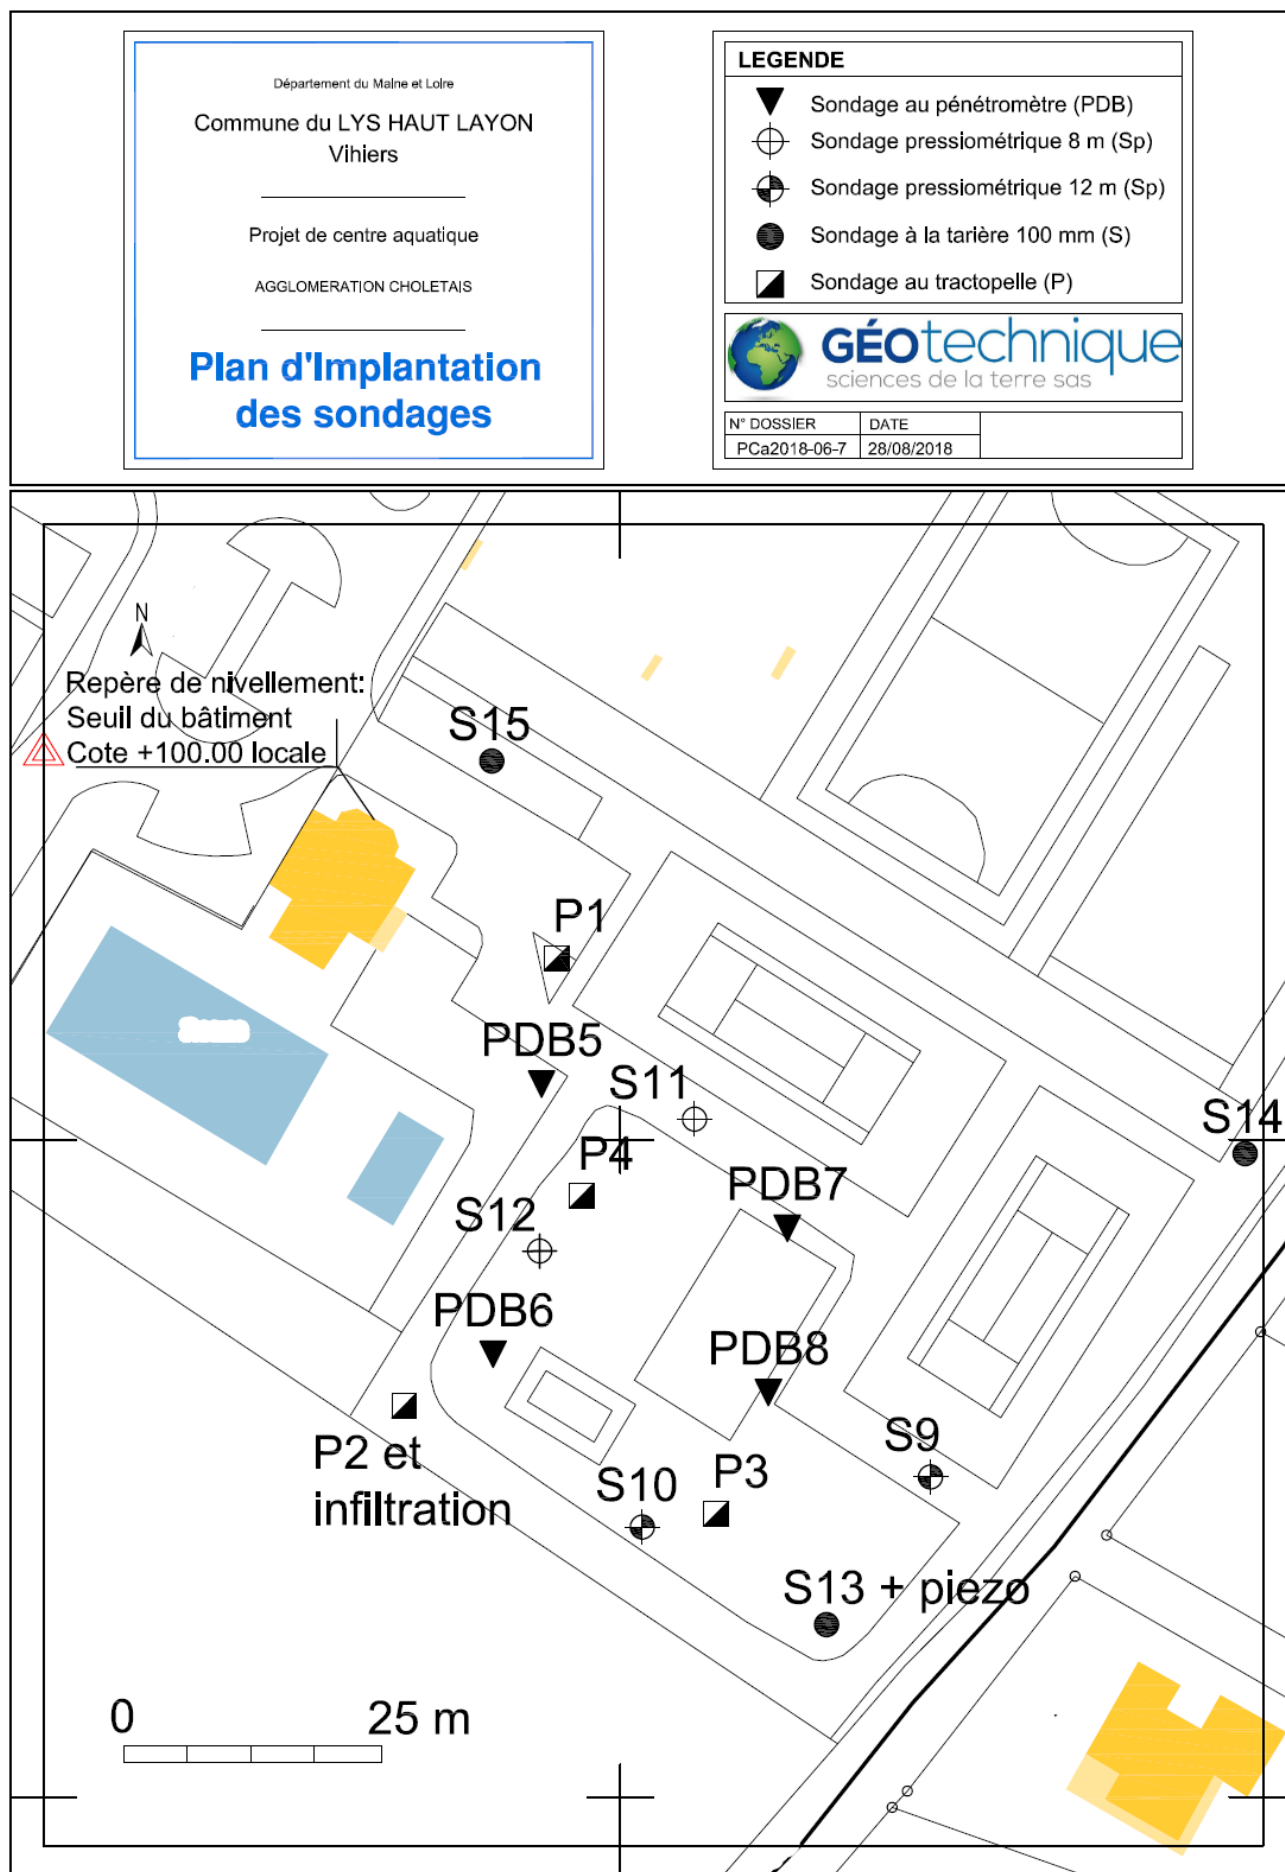 Département du Maine et Loire
Commune du LYS HAUT LAYON
Vihiers
Projet de centre aquatique
AGGLOMERATION CHOLETAIS
Plan d'Implantation
des sondages
LEGENDE
Sondage au pénétromètre (PDB)
Sondage pressiométrique 8 m (Sp)
Sondage pressiométrique 12 m (Sp)
Sondage à la tarière 100 mm (S)
Sondage au tractopelle (P)
GÉOtechnique
sciences de la terre sas
N° DOSSIER
DATE
PCa2018-06-7
28/08/2018
N
Repère de nivellement:
Seuil du bâtiment
Cote +100.00 locale
S15
P1
PDB5
S11
S14
P4
PDB7
S12
PDB6
PDB8
S9
P2 et
infiltration
P3
S10
S13 + piezo
0
25 m